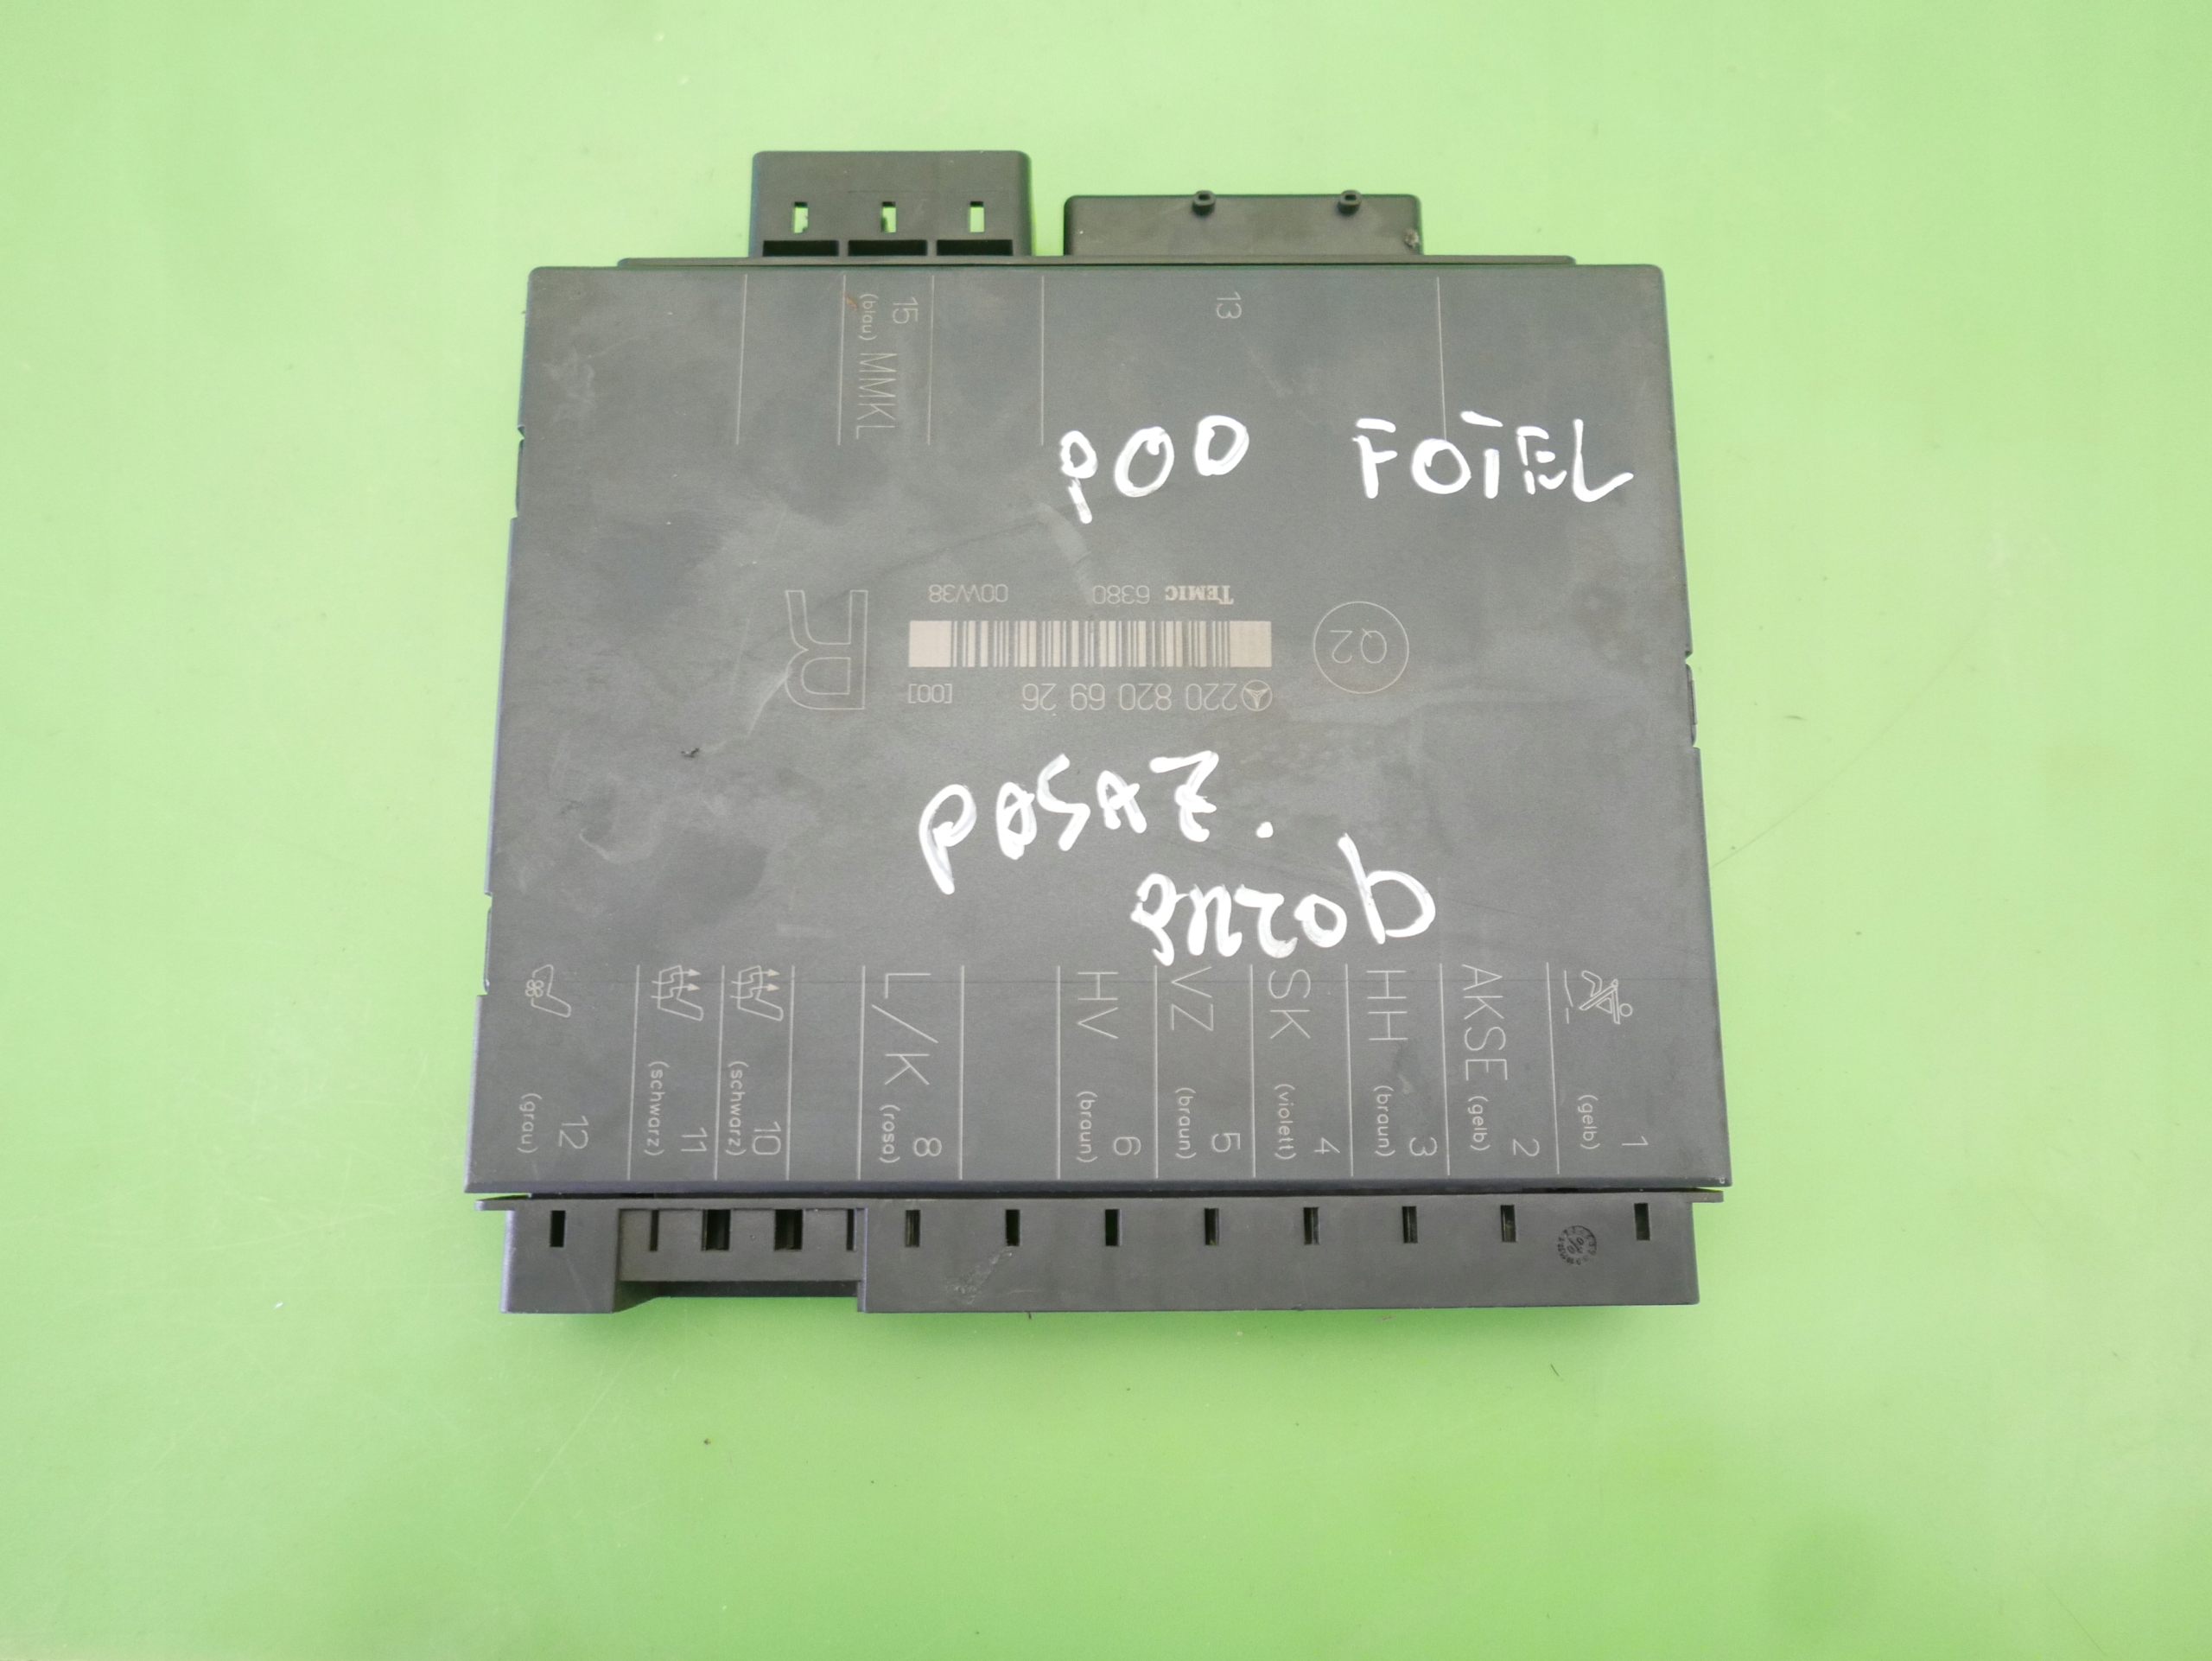 15
(blau) MMKL
13
POD FOTEL
TEMIC 6380 00W38
R
Q2
220 820 69 26 [00]
PASAŻ.
PRZÓD
12
(grau)
11
(schwarz)
10
(schwarz)
8
L/K (rosa)
6
HV (braun)
5
VZ (braun)
4
SK (violett)
3
HH (braun)
2
AKSE (gelb)
1
(gelb)